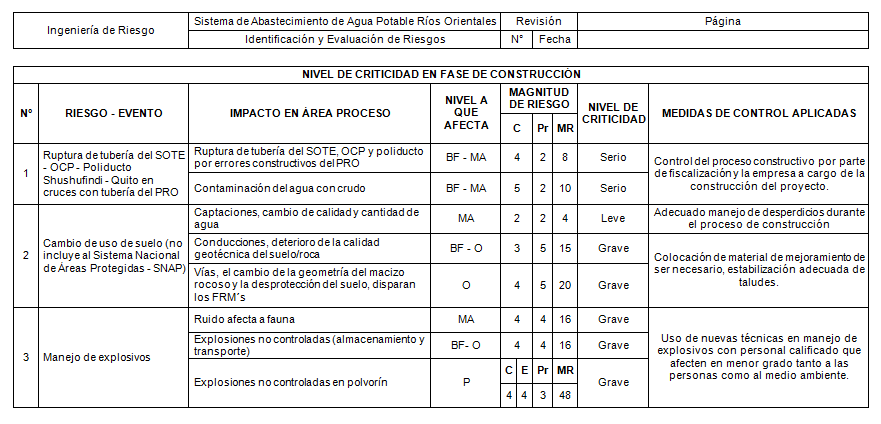 Ingeniería de Riesgo
Sistema de Abastecimiento de Agua Potable Ríos Orientales
Revisión
Página
Identificación y Evaluación de Riesgos
N°
Fecha
NIVEL DE CRITICIDAD EN FASE DE CONSTRUCCIÓN
N°
RIESGO - EVENTO
IMPACTO EN ÁREA PROCESO
NIVEL A
QUE
AFECTA
MAGNITUD
DE RIESGO
C
Pr
MR
NIVEL DE
CRITICIDAD
MEDIDAS DE CONTROL APLICADAS
1
Ruptura de tubería del SOTE
- OCP - Poliducto
Shushufindi - Quito en
cruces con tubería del PRO
Ruptura de tubería del SOTE, OCP y poliducto
por errores constructivos del PRO
BF - MA
4
2
8
Serio
Contaminación del agua con crudo
BF - MA
5
2
10
Serio
Control del proceso constructivo por parte
de fiscalización y la empresa a cargo de la
construcción del proyecto.
2
Cambio de uso de suelo (no
incluye al Sistema Nacional
de Áreas Protegidas - SNAP)
Captaciones, cambio de calidad y cantidad de
agua
MA
2
2
4
Leve
Adecuado manejo de desperdicios durante
el proceso de construcción
Conducciones, deterioro de la calidad
geotécnica del suelo/roca
BF - O
3
5
15
Grave
Vías, el cambio de la geometría del macizo
rocoso y la desprotección del suelo, disparan
los FRM´s
O
4
5
20
Grave
Colocación de material de mejoramiento de
ser necesario, estabilización adecuada de
taludes.
3
Manejo de explosivos
Ruido afecta a fauna
MA
4
4
16
Grave
Explosiones no controladas (almacenamiento y
transporte)
BF- O
4
4
16
Grave
Explosiones no controladas en polvorín
P
C
E
Pr
MR
4
4
3
48
Grave
Uso de nuevas técnicas en manejo de
explosivos con personal calificado que
afecten en menor grado tanto a las
personas como al medio ambiente.